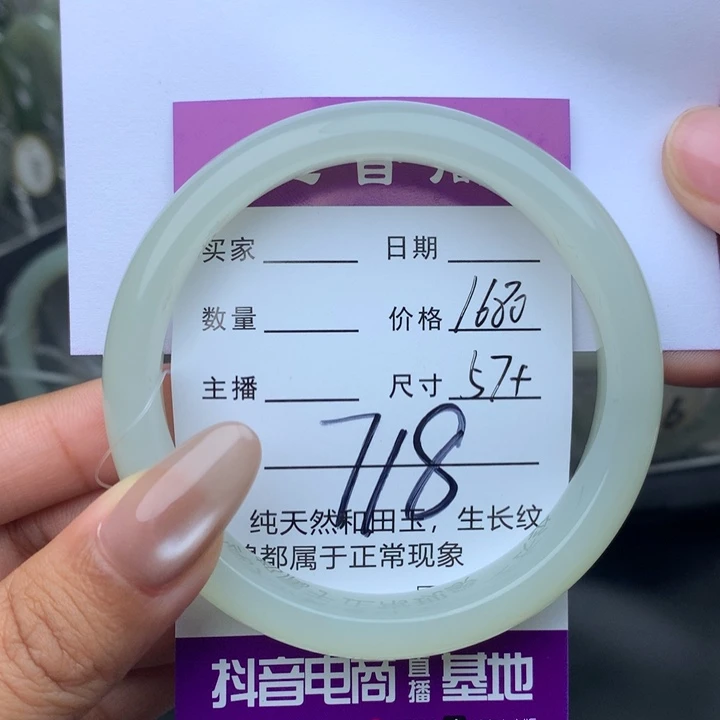 买家 日期
数量 价格 1680
主播 尺寸 57+
718
纯天然和田玉，生长纹
都属于正常现象
抖音电商直播基地